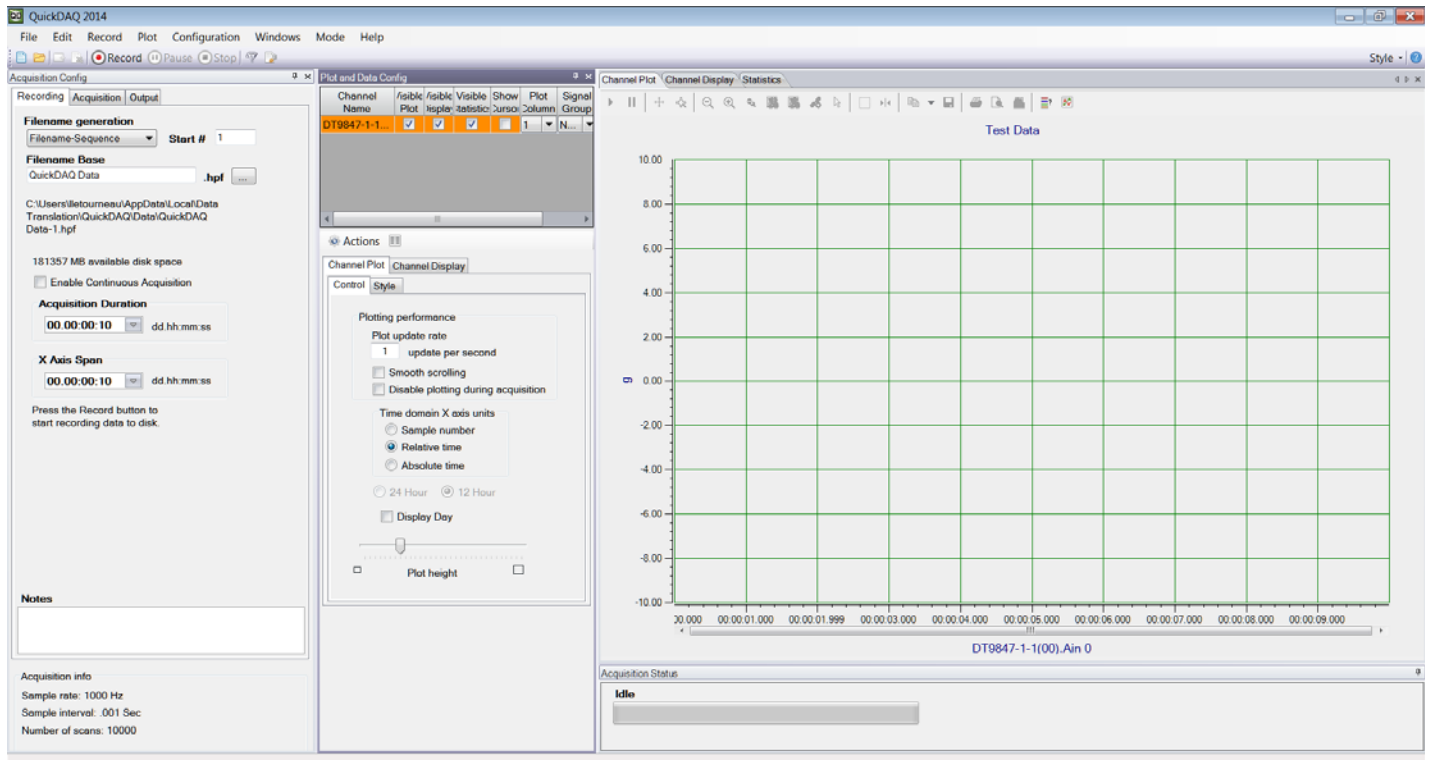 QuickDAQ 2014
File Edit Record Plot Configuration Windows Mode Help
Record Pause Stop
Style
Acquisition Config
Recording Acquisition Output
Filename generation
Filename-Sequence Start # 1
Filename Base
QuickDAQ Data .hpf ...
C:\Users\lletourneau\AppData\Local\Data
Translation\QuickDAQ\Data\QuickDAQ
Data-1.hpf
181357 MB available disk space
Enable Continuous Acquisition
Acquisition Duration
00.00:00:10 dd.hh:mm:ss
X Axis Span
00.00:00:10 dd.hh:mm:ss
Press the Record button to
start recording data to disk.
Notes
Acquisition info
Sample rate: 1000 Hz
Sample interval: .001 Sec
Number of scans: 10000
Plot and Data Config
Channel Visible Show Plot Signal
Name Plot Column Group
DT9847-1-1... 1 N...
Actions
Channel Plot Channel Display
Control Style
Plotting performance
Plot update rate
1 update per second
Smooth scrolling
Disable plotting during acquisition
Time domain X axis units
Sample number
Relative time
Absolute time
24 Hour 12 Hour
Display Day
Plot height
Channel Plot Channel Display Statistics
Test Data
10.00
8.00
6.00
4.00
2.00
g 0.00
-2.00
-4.00
-6.00
-8.00
-10.00
00:00:01.000 00:00:01.999 00:00:03.000 00:00:04.000 00:00:05.000 00:00:06.000 00:00:07.000 00:00:08.000 00:00:09.000
DT9847-1-1(00).Ain 0
Acquisition Status
Idle